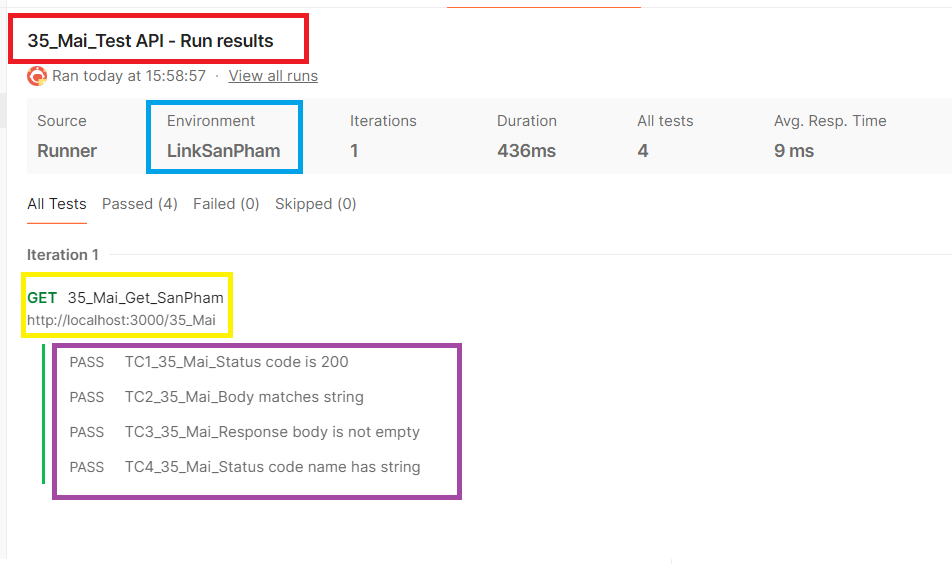 35_Mai_Test API - Run results
Ran today at 15:58:57 · View all runs
Source Environment Iterations Duration All tests Avg. Resp. Time
Runner LinkSanPham 1 436ms 4 9 ms
All Tests Passed (4) Failed (0) Skipped (0)
Iteration 1
GET 35_Mai_Get_SanPham
http://localhost:3000/35_Mai
PASS TC1_35_Mai_Status code is 200
PASS TC2_35_Mai_Body matches string
PASS TC3_35_Mai_Response body is not empty
PASS TC4_35_Mai_Status code name has string